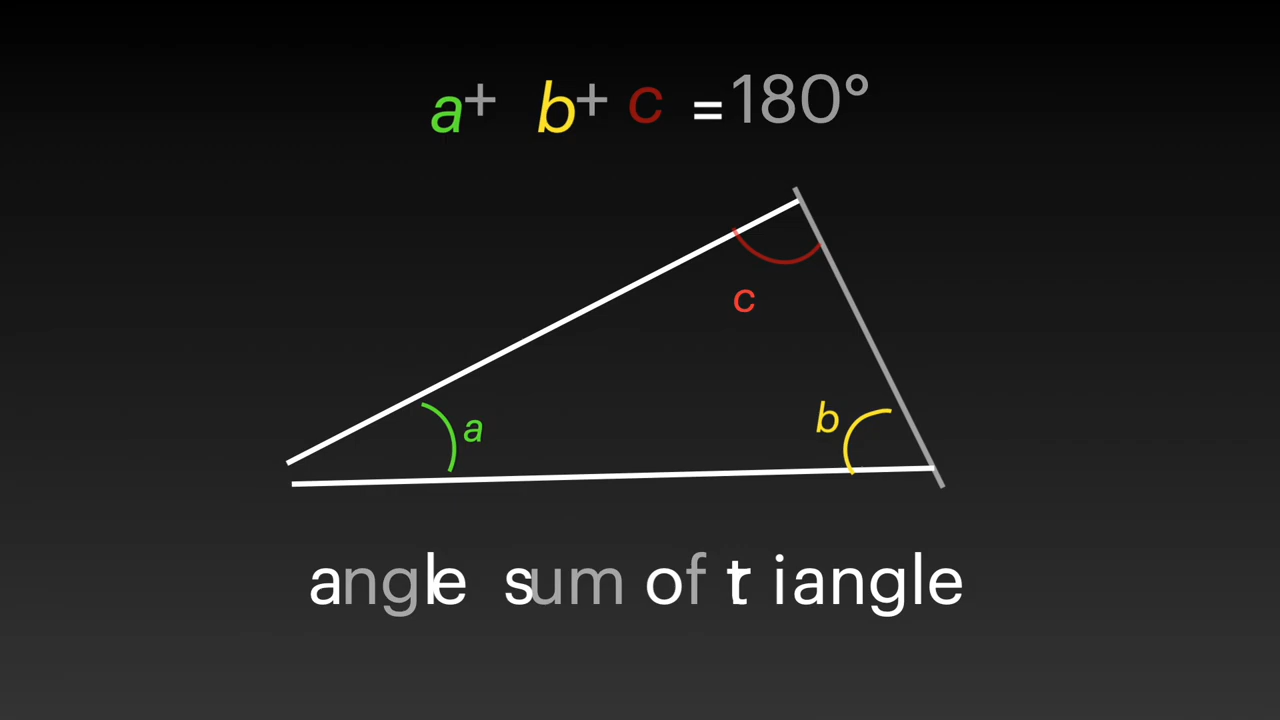 a + b + c = 180°
c
a
b
angle sum of t iangle